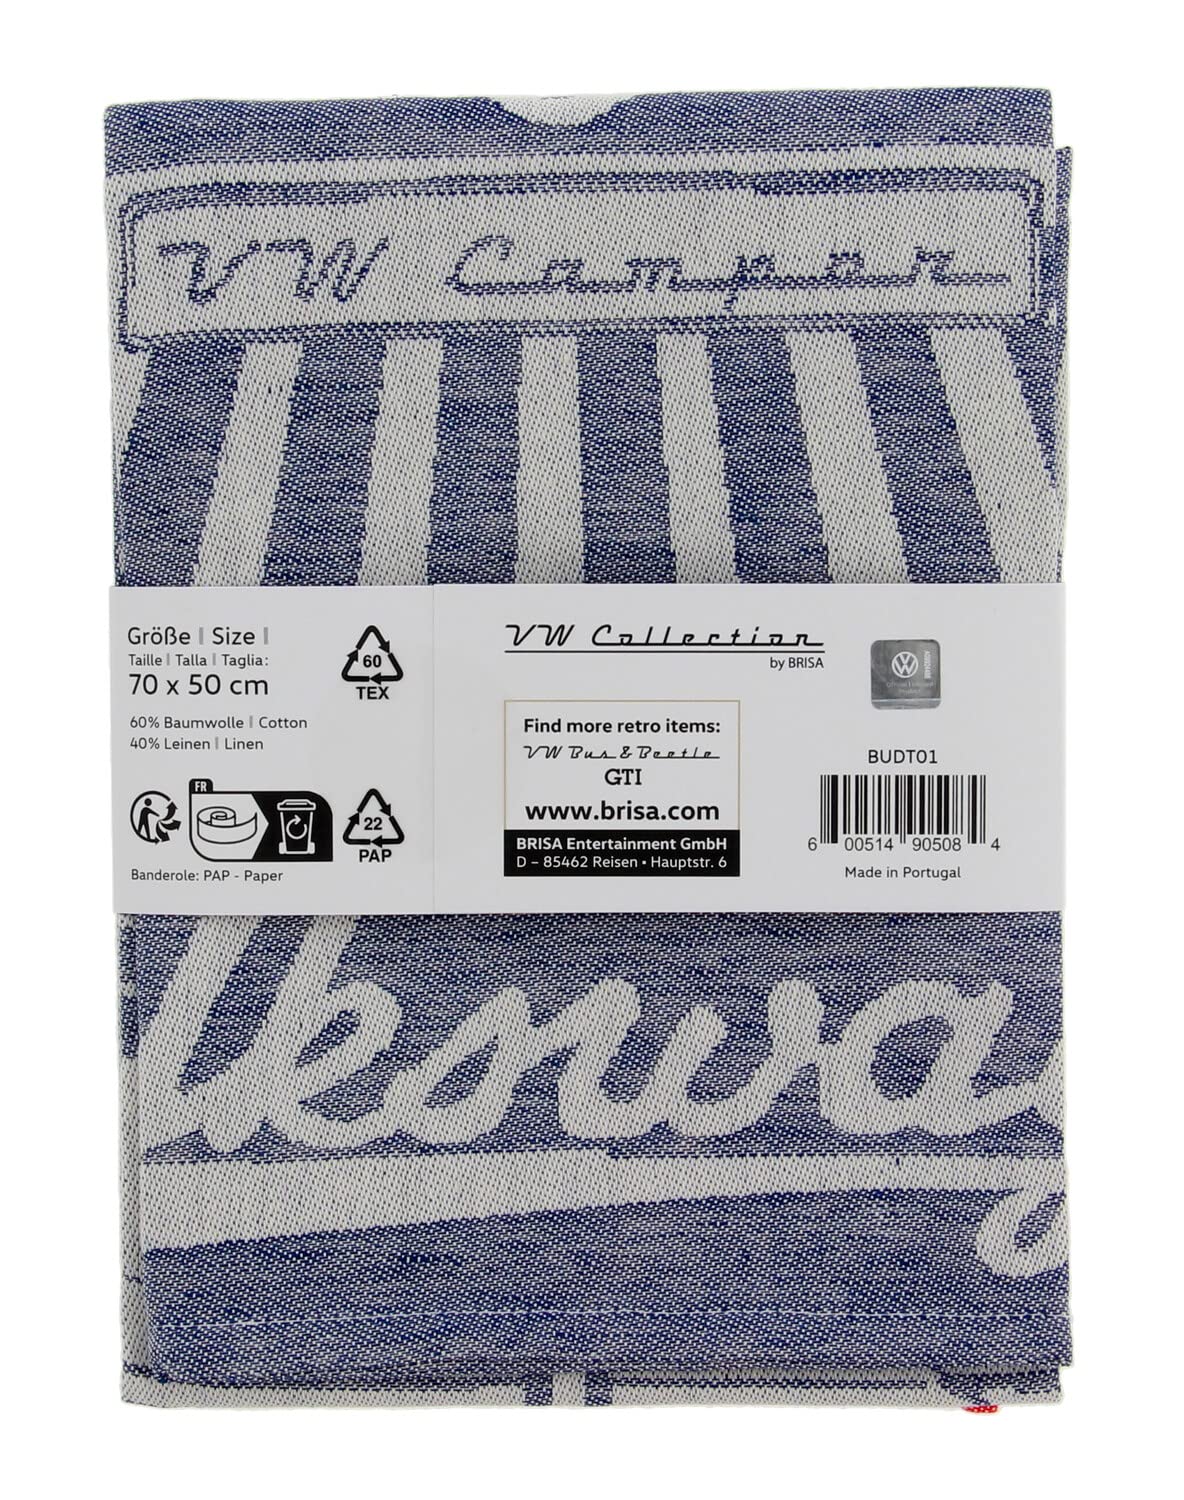 VW Camper
Größe | Size |
Taille | Talla | Taglia:
70 x 50 cm
60% Baumwolle | Cotton
40% Leinen | Linen
60
TEX
FR
22
PAP
Banderole: PAP - Paper
VW Collection
by BRISA
Find more retro items:
VW Bus & Beetle
GTI
www.brisa.com
BRISA Entertainment GmbH
D – 85462 Reisen • Hauptstr. 6
BUDT01
6 00514 90508 4
Made in Portugal
lkswag